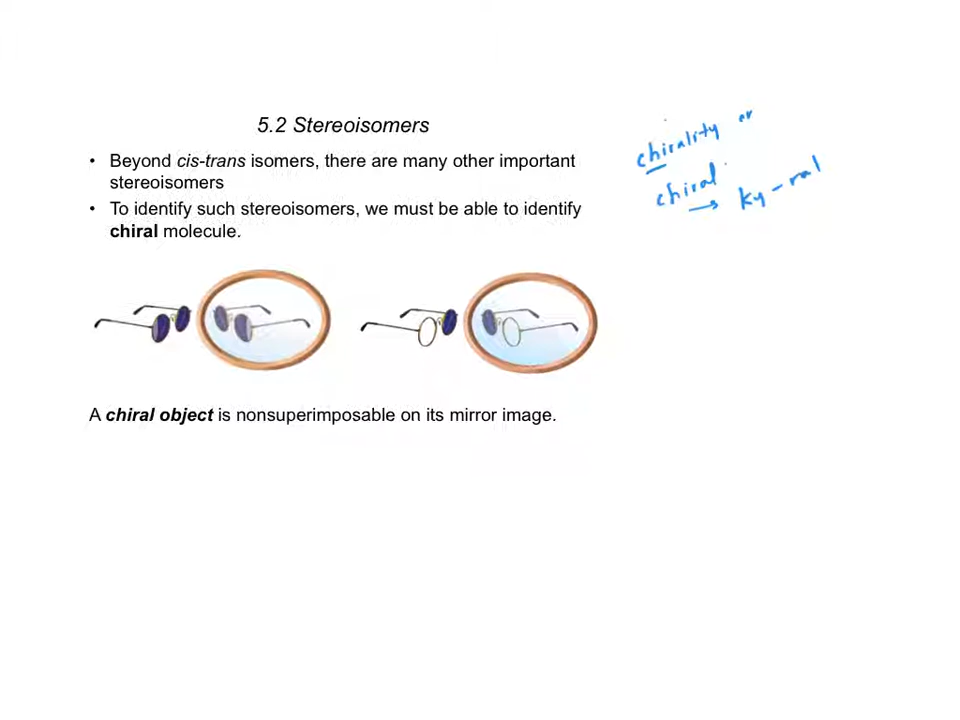 5.2 Stereoisomers
• Beyond cis-trans isomers, there are many other important
stereoisomers
• To identify such stereoisomers, we must be able to identify
chiral molecule.
A chiral object is nonsuperimposable on its mirror image.
chirality or
chiral
→ ky-ral